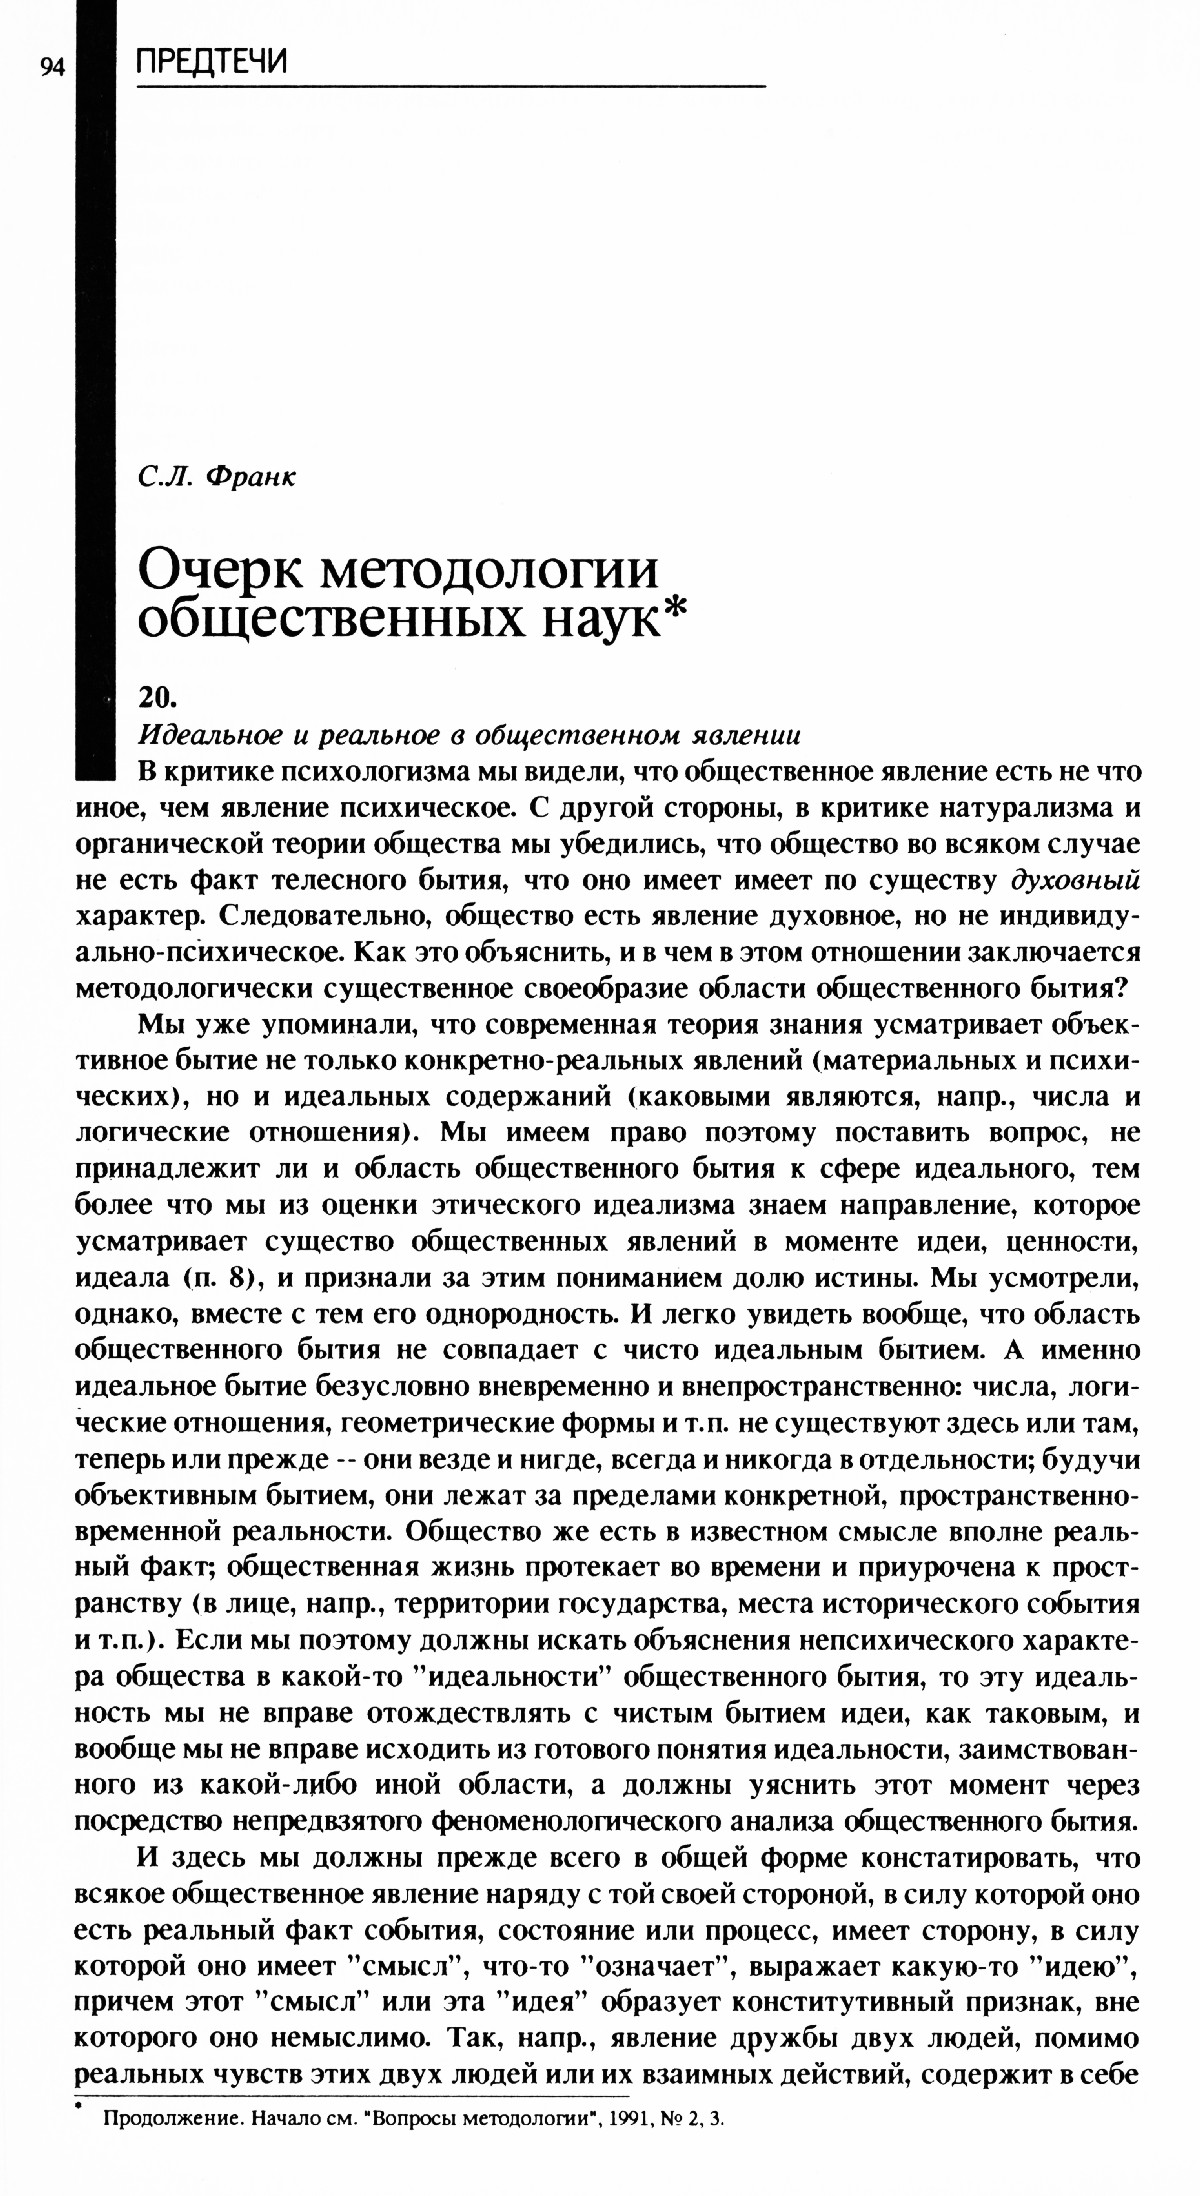 94
ПРЕДТЕЧИ
С.Л. Франк
Очерк методологии
общественных наук*
20.
Идеальное и реальное в общественном явлении
В критике психологизма мы видели, что общественное явление есть не что
иное, чем явление психическое. С другой стороны, в критике натурализма и
органической теории общества мы убедились, что общество во всяком случае
не есть факт телесного бытия, что оно имеет имеет по существу духовный
характер. Следовательно, общество есть явление духовное, но не индивиду-
ально-психическое. Как это объяснить, и в чем в этом отношении заключается
методологически существенное своеобразие области общественного бытия?
Мы уже упоминали, что современная теория знания усматривает объек-
тивное бытие не только конкретно-реальных явлений (материальных и психи-
ческих), но и идеальных содержаний (каковыми являются, напр., числа и
логические отношения). Мы имеем право поэтому поставить вопрос, не
принадлежит ли и область общественного бытия к сфере идеального, тем
более что мы из оценки этического идеализма знаем направление, которое
усматривает существо общественных явлений в моменте идеи, ценности,
идеала (п. 8), и признали за этим пониманием долю истины. Мы усмотрели,
однако, вместе с тем его однородность. И легко увидеть вообще, что область
общественного бытия не совпадает с чисто идеальным бытием. А именно
идеальное бытие безусловно вневременно и внепространственно: числа, логи-
ческие отношения, геометрические формы и т.п. не существуют здесь или там,
теперь или прежде -- они везде и нигде, всегда и никогда в отдельности; будучи
объективным бытием, они лежат за пределами конкретной, пространственно-
временной реальности. Общество же есть в известном смысле вполне реаль-
ный факт; общественная жизнь протекает во времени и приурочена к прост-
ранству (в лице, напр., территории государства, места исторического события
и т.п.). Если мы поэтому должны искать объяснения непсихического характе-
ра общества в какой-то "идеальности" общественного бытия, то эту идеаль-
ность мы не вправе отождествлять с чистым бытием идеи, как таковым, и
вообще мы не вправе исходить из готового понятия идеальности, заимствован-
ного из какой-либо иной области, а должны уяснить этот момент через
посредство непредвзятого феноменологического анализа общественного бытия.
И здесь мы должны прежде всего в общей форме констатировать, что
всякое общественное явление наряду с той своей стороной, в силу которой оно
есть реальный факт события, состояние или процесс, имеет сторону, в силу
которой оно имеет "смысл", что-то "означает", выражает какую-то "идею",
причем этот "смысл" или эта "идея" образует конститутивный признак, вне
которого оно немыслимо. Так, напр., явление дружбы двух людей, помимо
реальных чувств этих двух людей или их взаимных действий, содержит в себе
* Продолжение. Начало см. "Вопросы методологии", 1991, № 2, 3.